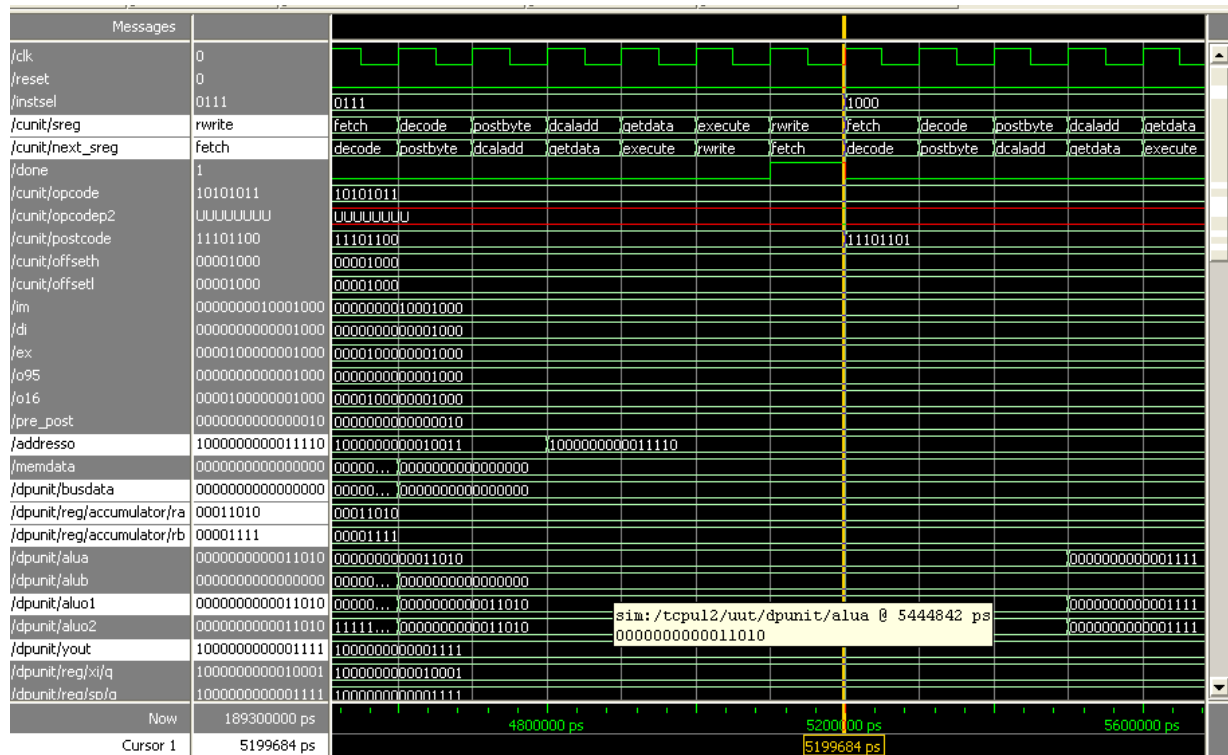 Messages
/clk 0
/reset 0
/instsel 0111 0111 1000
/cunit/sreg rwrite fetch decode postbyte dcaladd getdata execute rwrite fetch decode postbyte dcaladd getdata
/cunit/next_sreg fetch decode postbyte dcaladd getdata execute rwrite fetch decode postbyte dcaladd getdata execute
/done 1
/cunit/opcode 10101011 10101011
/cunit/opcodep2 UUUUUUUU UUUUUUUU
/cunit/postcode 11101100 11101100 11101101
/cunit/offseth 00001000 00001000
/cunit/offsetl 00001000 00001000
/im 0000000010001000 0000000010001000
/di 0000000000001000 0000000000001000
/ex 0000100000001000 0000100000001000
/o95 0000000000001000 0000000000001000
/o16 0000100000001000 0000100000001000
/pre_post 0000000000000010 0000000000000010
/addresso 1000000000011110 1000000000010011 1000000000011110
/memdata 0000000000000000 00000... 0000000000000000
/dpunit/busdata 0000000000000000 00000... 0000000000000000
/dpunit/reg/accumulator/ra 00011010 00011010
/dpunit/reg/accumulator/rb 00001111 00001111
/dpunit/alua 0000000000011010 0000000000011010 0000000000001111
/dpunit/alub 0000000000000000 00000... 0000000000000000
/dpunit/aluo1 0000000000011010 00000... 0000000000011010 0000000000001111
sim:/tcpul2/uut/dpunit/alua @ 5444842 ps
/dpunit/aluo2 0000000000011010 11111... 0000000000011010 0000000000001111
0000000000011010
/dpunit/yout 1000000000001111 1000000000001111
/dpunit/reg/xi/q 1000000000010001 1000000000010001
/dpunit/reg/sp/q 1000000000001111 1000000000001111
Now 189300000 ps 4800000 ps 5200000 ps 5600000 ps
Cursor 1 5199684 ps 5199684 ps